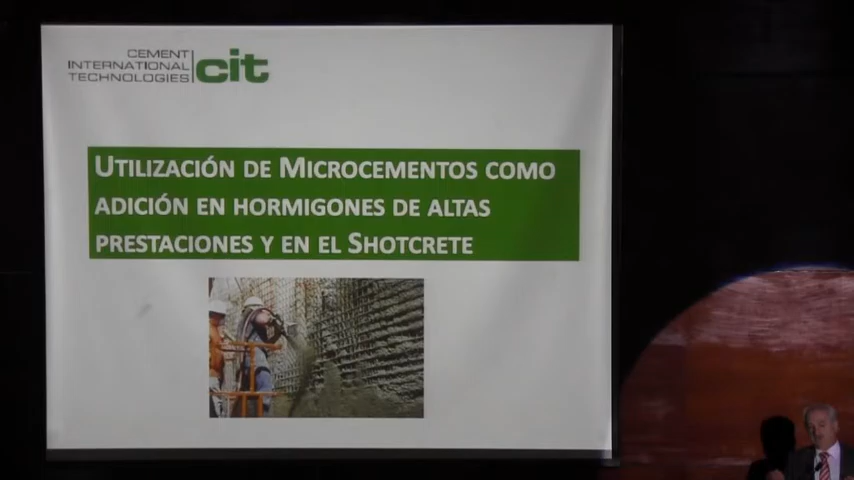 CEMENT
INTERNATIONAL
TECHNOLOGIES
cit
UTILIZACIÓN DE MICROCEMENTOS COMO
ADICIÓN EN HORMIGONES DE ALTAS
PRESTACIONES Y EN EL SHOTCRETE